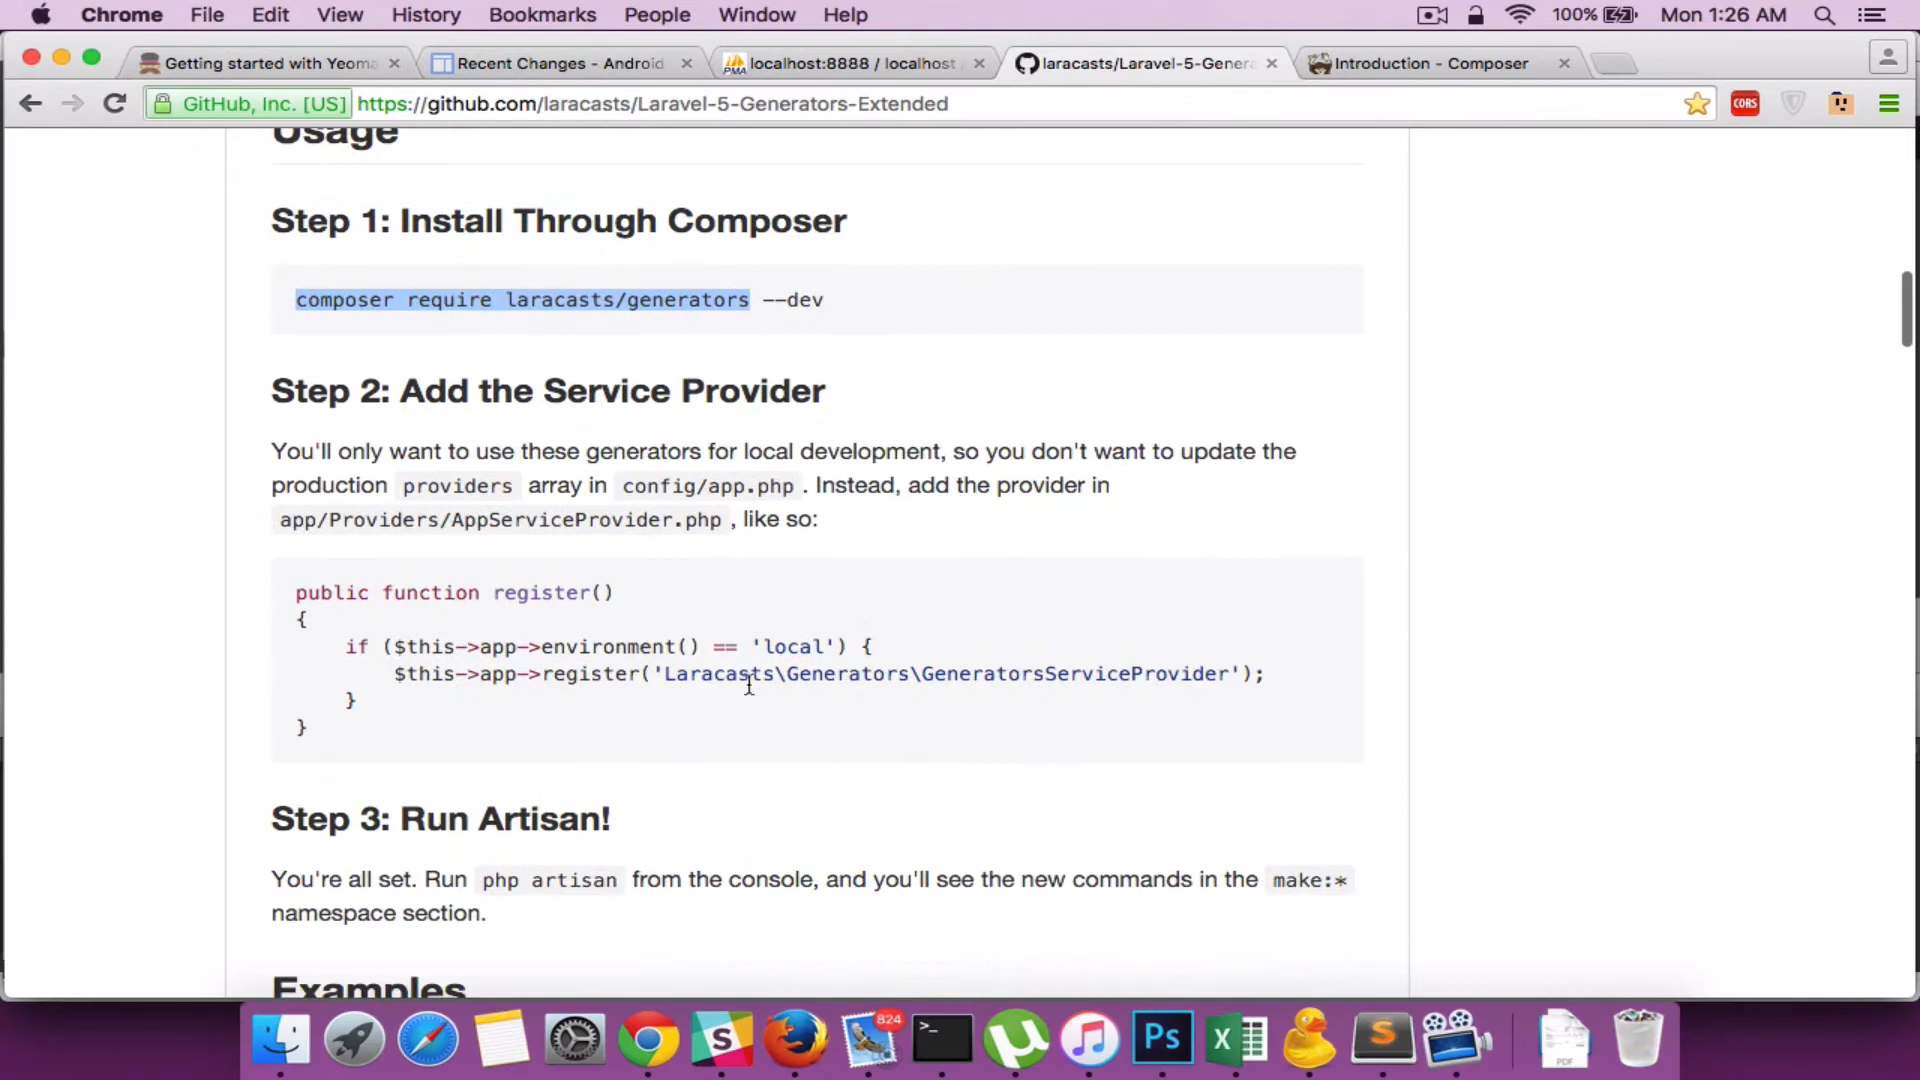 Chrome File Edit View History Bookmarks People Window Help 100% Mon 1:26 AM
Getting started with Yeoma Recent Changes - Android localhost:8888 / localhost laracasts/Laravel-5-Genera Introduction - Composer
GitHub, Inc. [US] https://github.com/laracasts/Laravel-5-Generators-Extended CORS
Usage
Step 1: Install Through Composer
composer require laracasts/generators --dev
Step 2: Add the Service Provider
You'll only want to use these generators for local development, so you don't want to update the
production providers array in config/app.php . Instead, add the provider in
app/Providers/AppServiceProvider.php , like so:
public function register()
{
if ($this->app->environment() == 'local') {
$this->app->register('Laracasts\Generators\GeneratorsServiceProvider');
}
}
Step 3: Run Artisan!
You're all set. Run php artisan from the console, and you'll see the new commands in the make:*
namespace section.
Examples
824
>_
S
µ
Ps
X
S
PDF